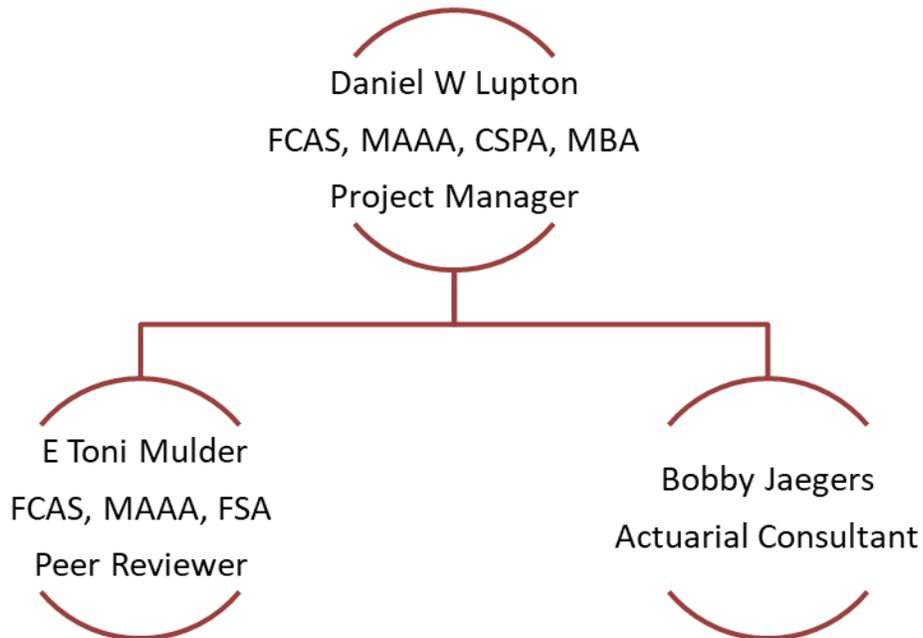 Daniel W Lupton
FCAS, MAAA, CSPA, MBA
Project Manager
E Toni Mulder
FCAS, MAAA, FSA
Peer Reviewer
Bobby Jaegers
Actuarial Consultant